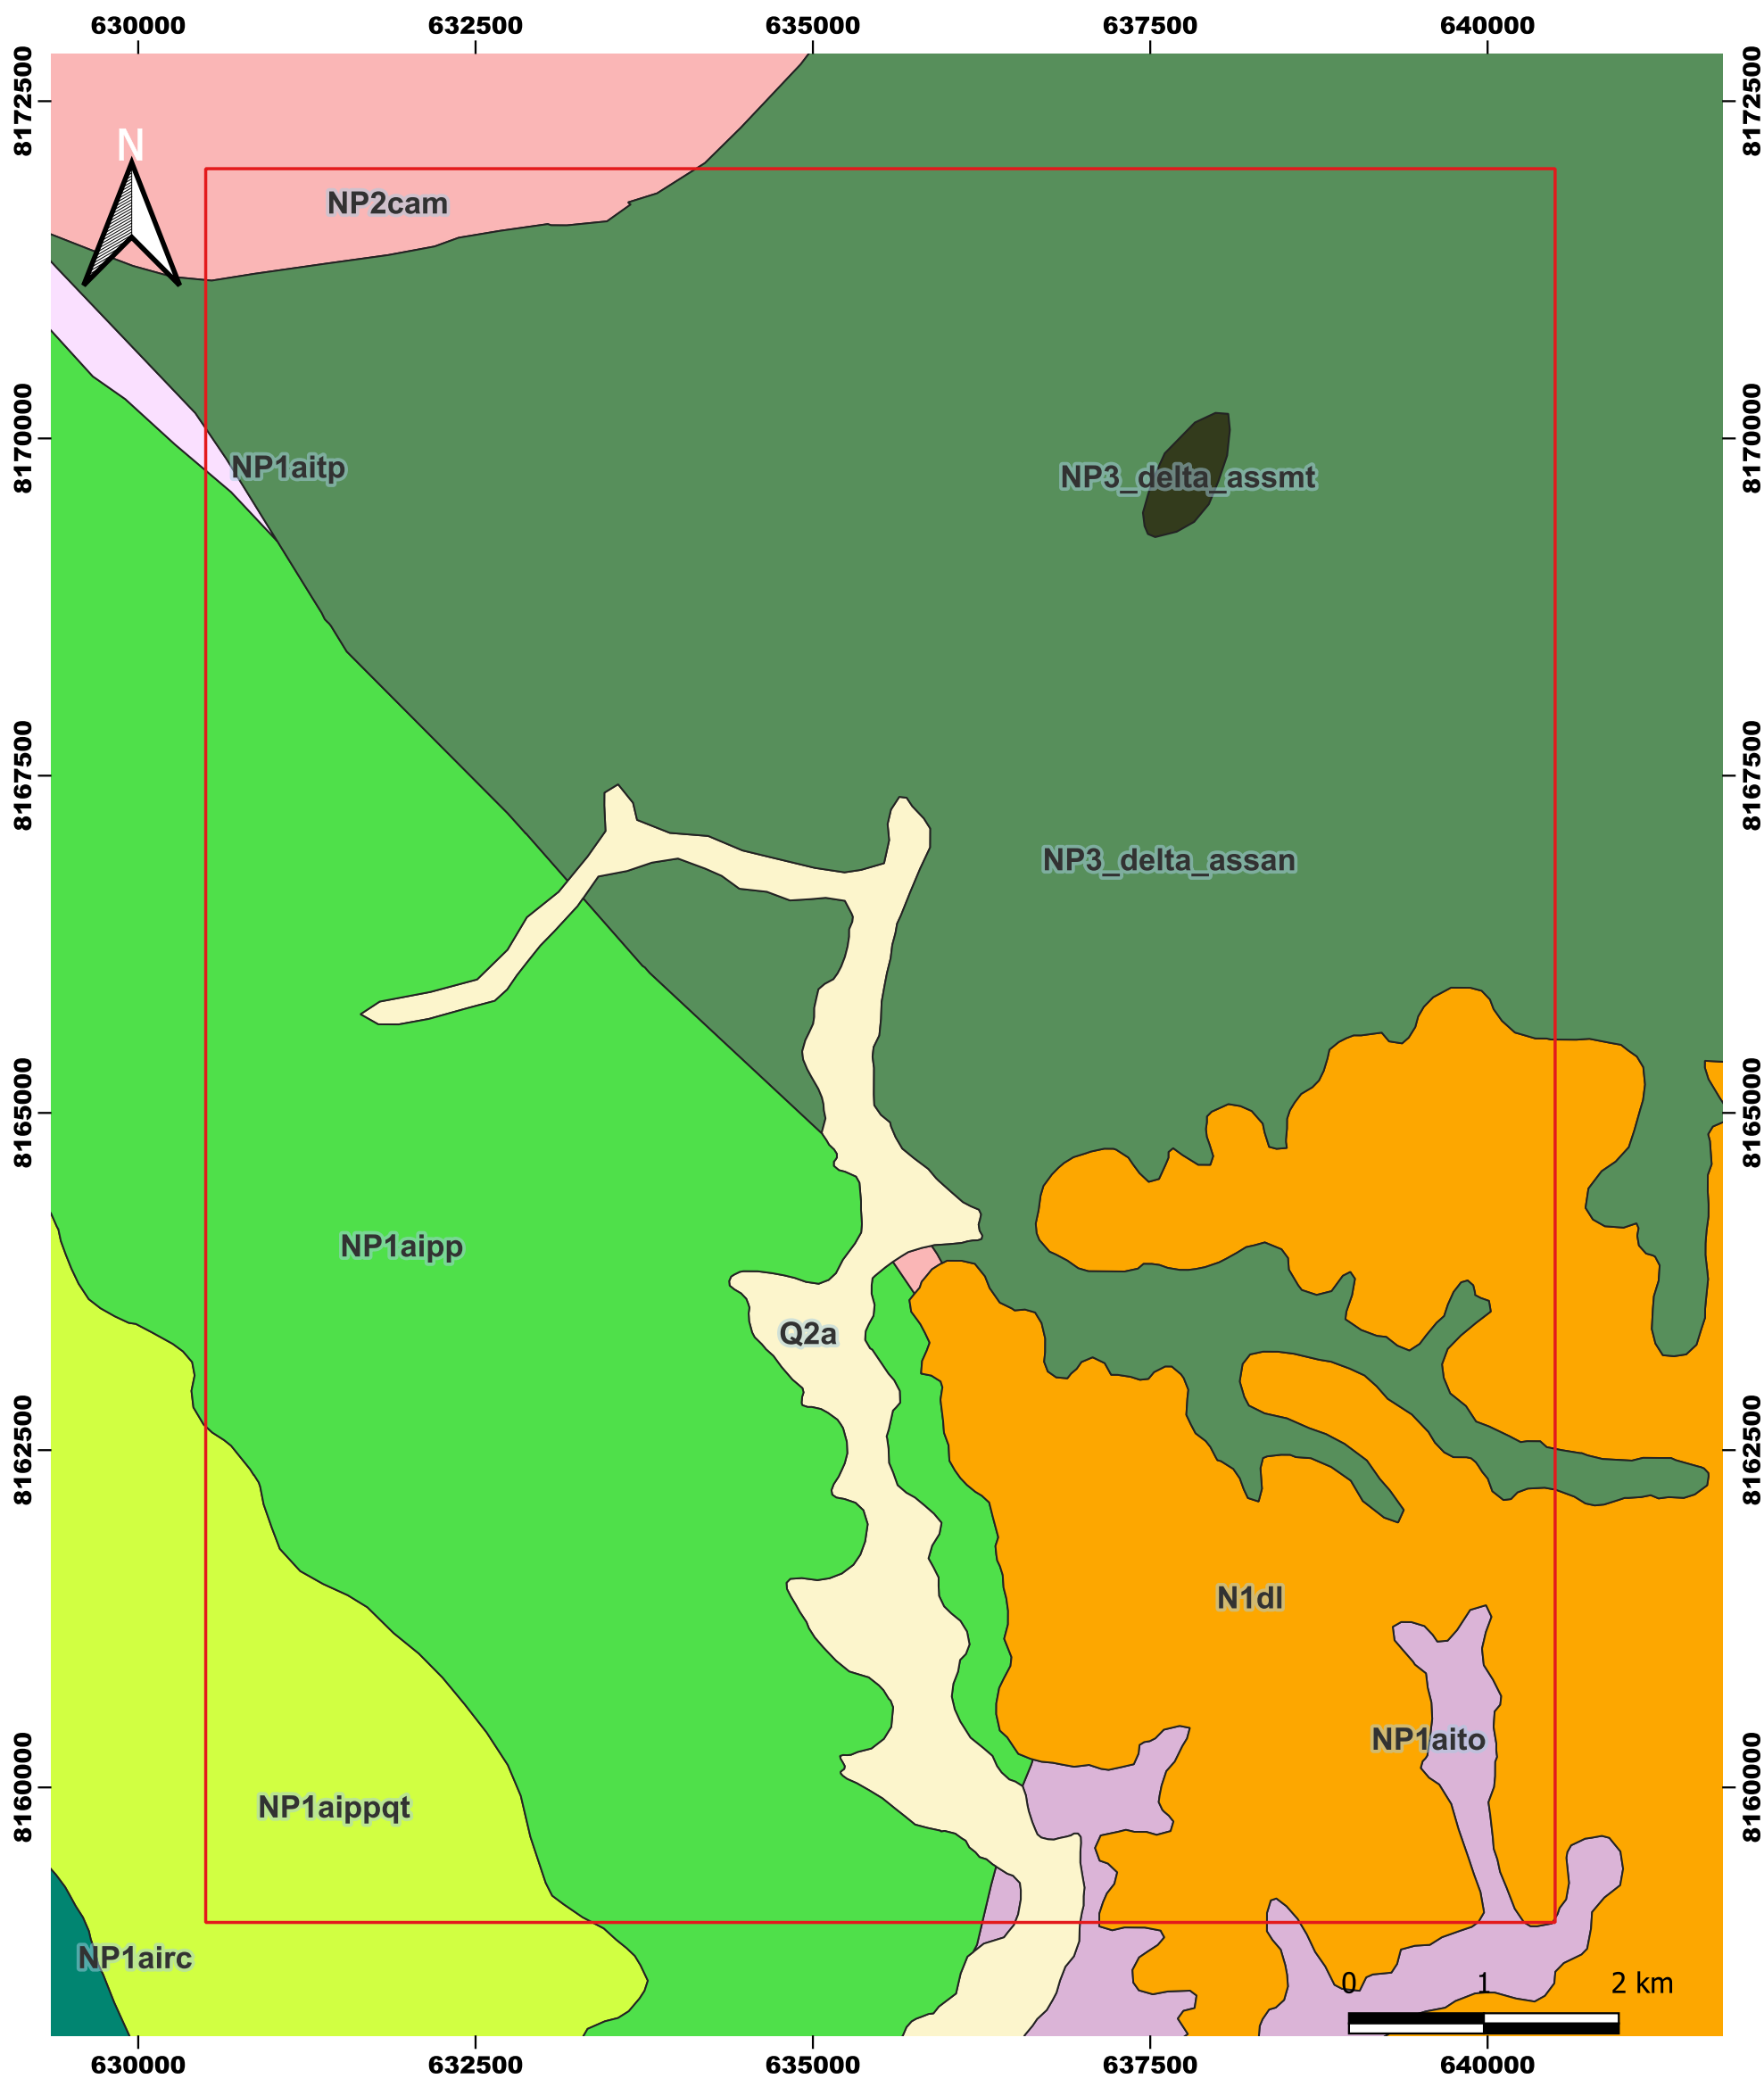 630000 632500 635000 637500 640000
8172500 8172500
N
NP2cam
8170000 8170000
NP1aitp
NP3_delta_assmt
8167500 8167500
NP3_delta_assan
8165000 8165000
NP1aipp
Q2a
8162500 8162500
N1dl
NP1aito
8160000 8160000
NP1aippqt
NP1airc
0 1 2 km
630000 632500 635000 637500 640000